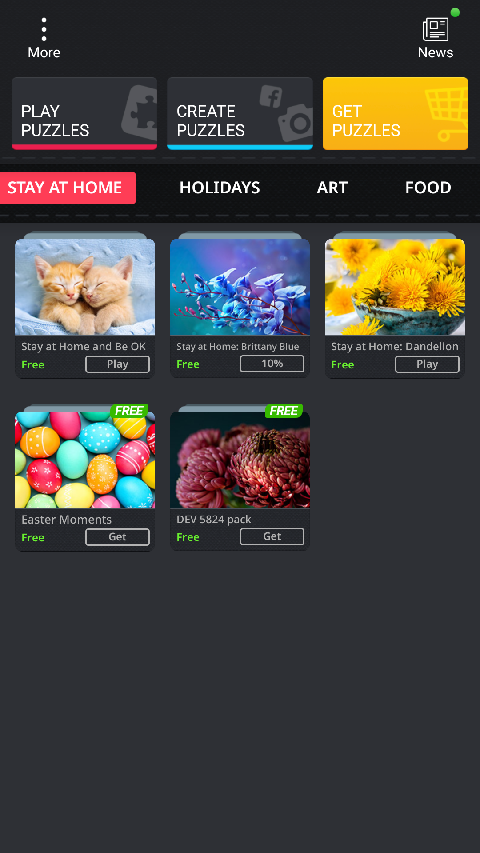 More
News
PLAY
PUZZLES
CREATE
PUZZLES
GET
PUZZLES
STAY AT HOME
HOLIDAYS
ART
FOOD
Stay at Home and Be OK
Free
Play
Stay at Home: Brittany Blue
Free
10%
Stay at Home: Dandelion
Free
Play
FREE
Easter Moments
Free
Get
FREE
DEV 5824 pack
Free
Get